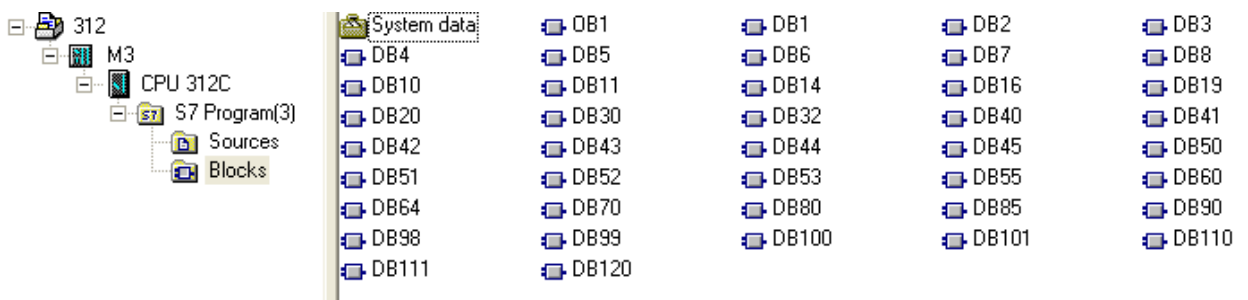 312 System data OB1 DB1 DB2 DB3
M3 DB4 DB5 DB6 DB7 DB8
CPU 312C DB10 DB11 DB14 DB16 DB19
S7 Program(3) DB20 DB30 DB32 DB40 DB41
Sources DB42 DB43 DB44 DB45 DB50
Blocks DB51 DB52 DB53 DB55 DB60
DB64 DB70 DB80 DB85 DB90
DB98 DB99 DB100 DB101 DB110
DB111 DB120